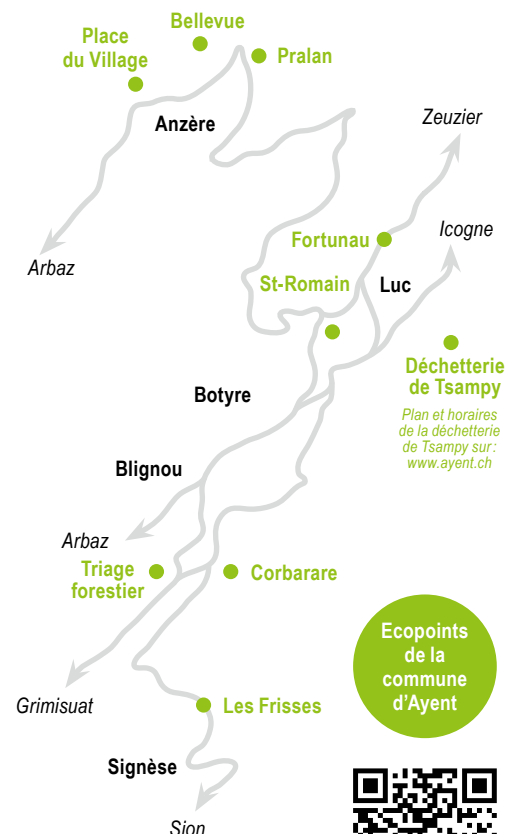 Bellevue
Place
du Village
Pralan
Anzère
Zeuzier
Icogne
Fortunau
Arbaz
St-Romain
Luc
Déchetterie
de Tsampy
Plan et horaires
de la déchetterie
de Tsampy sur :
www.ayent.ch
Botyre
Blignou
Arbaz
Triage
forestier
Corbarare
Ecopoints
de la
commune
d'Ayent
Grimisuat
Les Frisses
Signèse
Sion